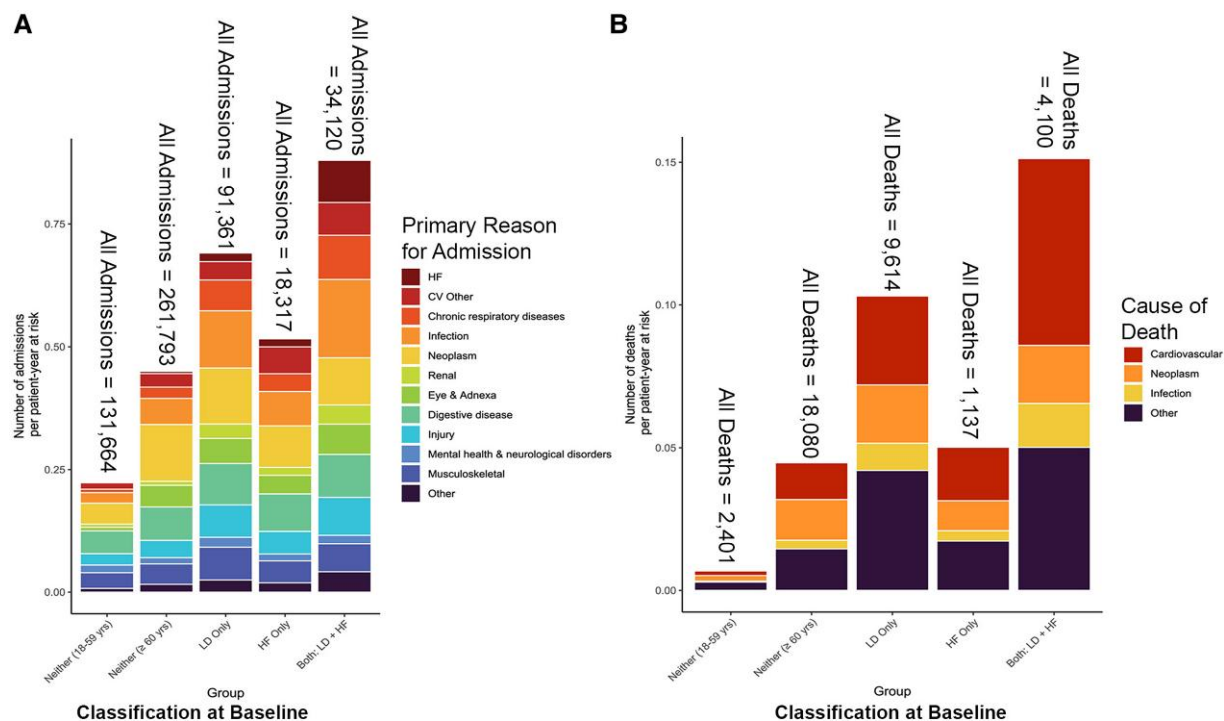 A
All Admissions = 131,664
All Admissions = 261,793
All Admissions = 91,361
All Admissions = 18,317
All Admissions
= 34,120
Number of admissions
per patient-year at risk
0.75
0.50
0.25
0.00
Neither (18-59 yrs)
Neither (≥ 60 yrs)
LD Only
HF Only
Both: LD + HF
Group
Classification at Baseline
Primary Reason
for Admission
HF
CV Other
Chronic respiratory diseases
Infection
Neoplasm
Renal
Eye & Adnexa
Digestive disease
Injury
Mental health & neurological disorders
Musculoskeletal
Other
B
All Deaths = 2,401
All Deaths = 18,080
All Deaths = 9,614
All Deaths = 1,137
All Deaths
= 4,100
Number of deaths
per patient-year at risk
0.15
0.10
0.05
0.00
Neither (18-59 yrs)
Neither (≥ 60 yrs)
LD Only
HF Only
Both: LD + HF
Group
Classification at Baseline
Cause of
Death
Cardiovascular
Neoplasm
Infection
Other